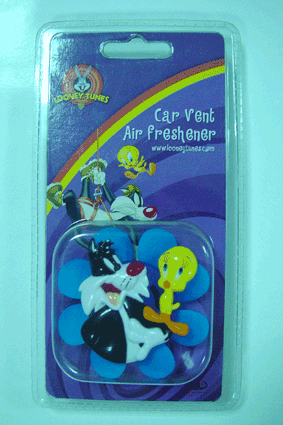 LOONEY TUNES
Car Vent
Air Freshener
www.looneytunes.com